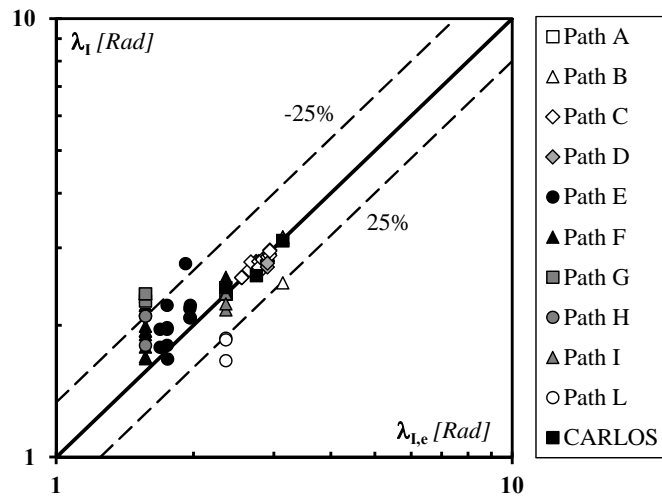 10
λI [Rad]
-25%
25%
λI,e [Rad]
1
1
10
Path A
Path B
Path C
Path D
Path E
Path F
Path G
Path H
Path I
Path L
CARLOS